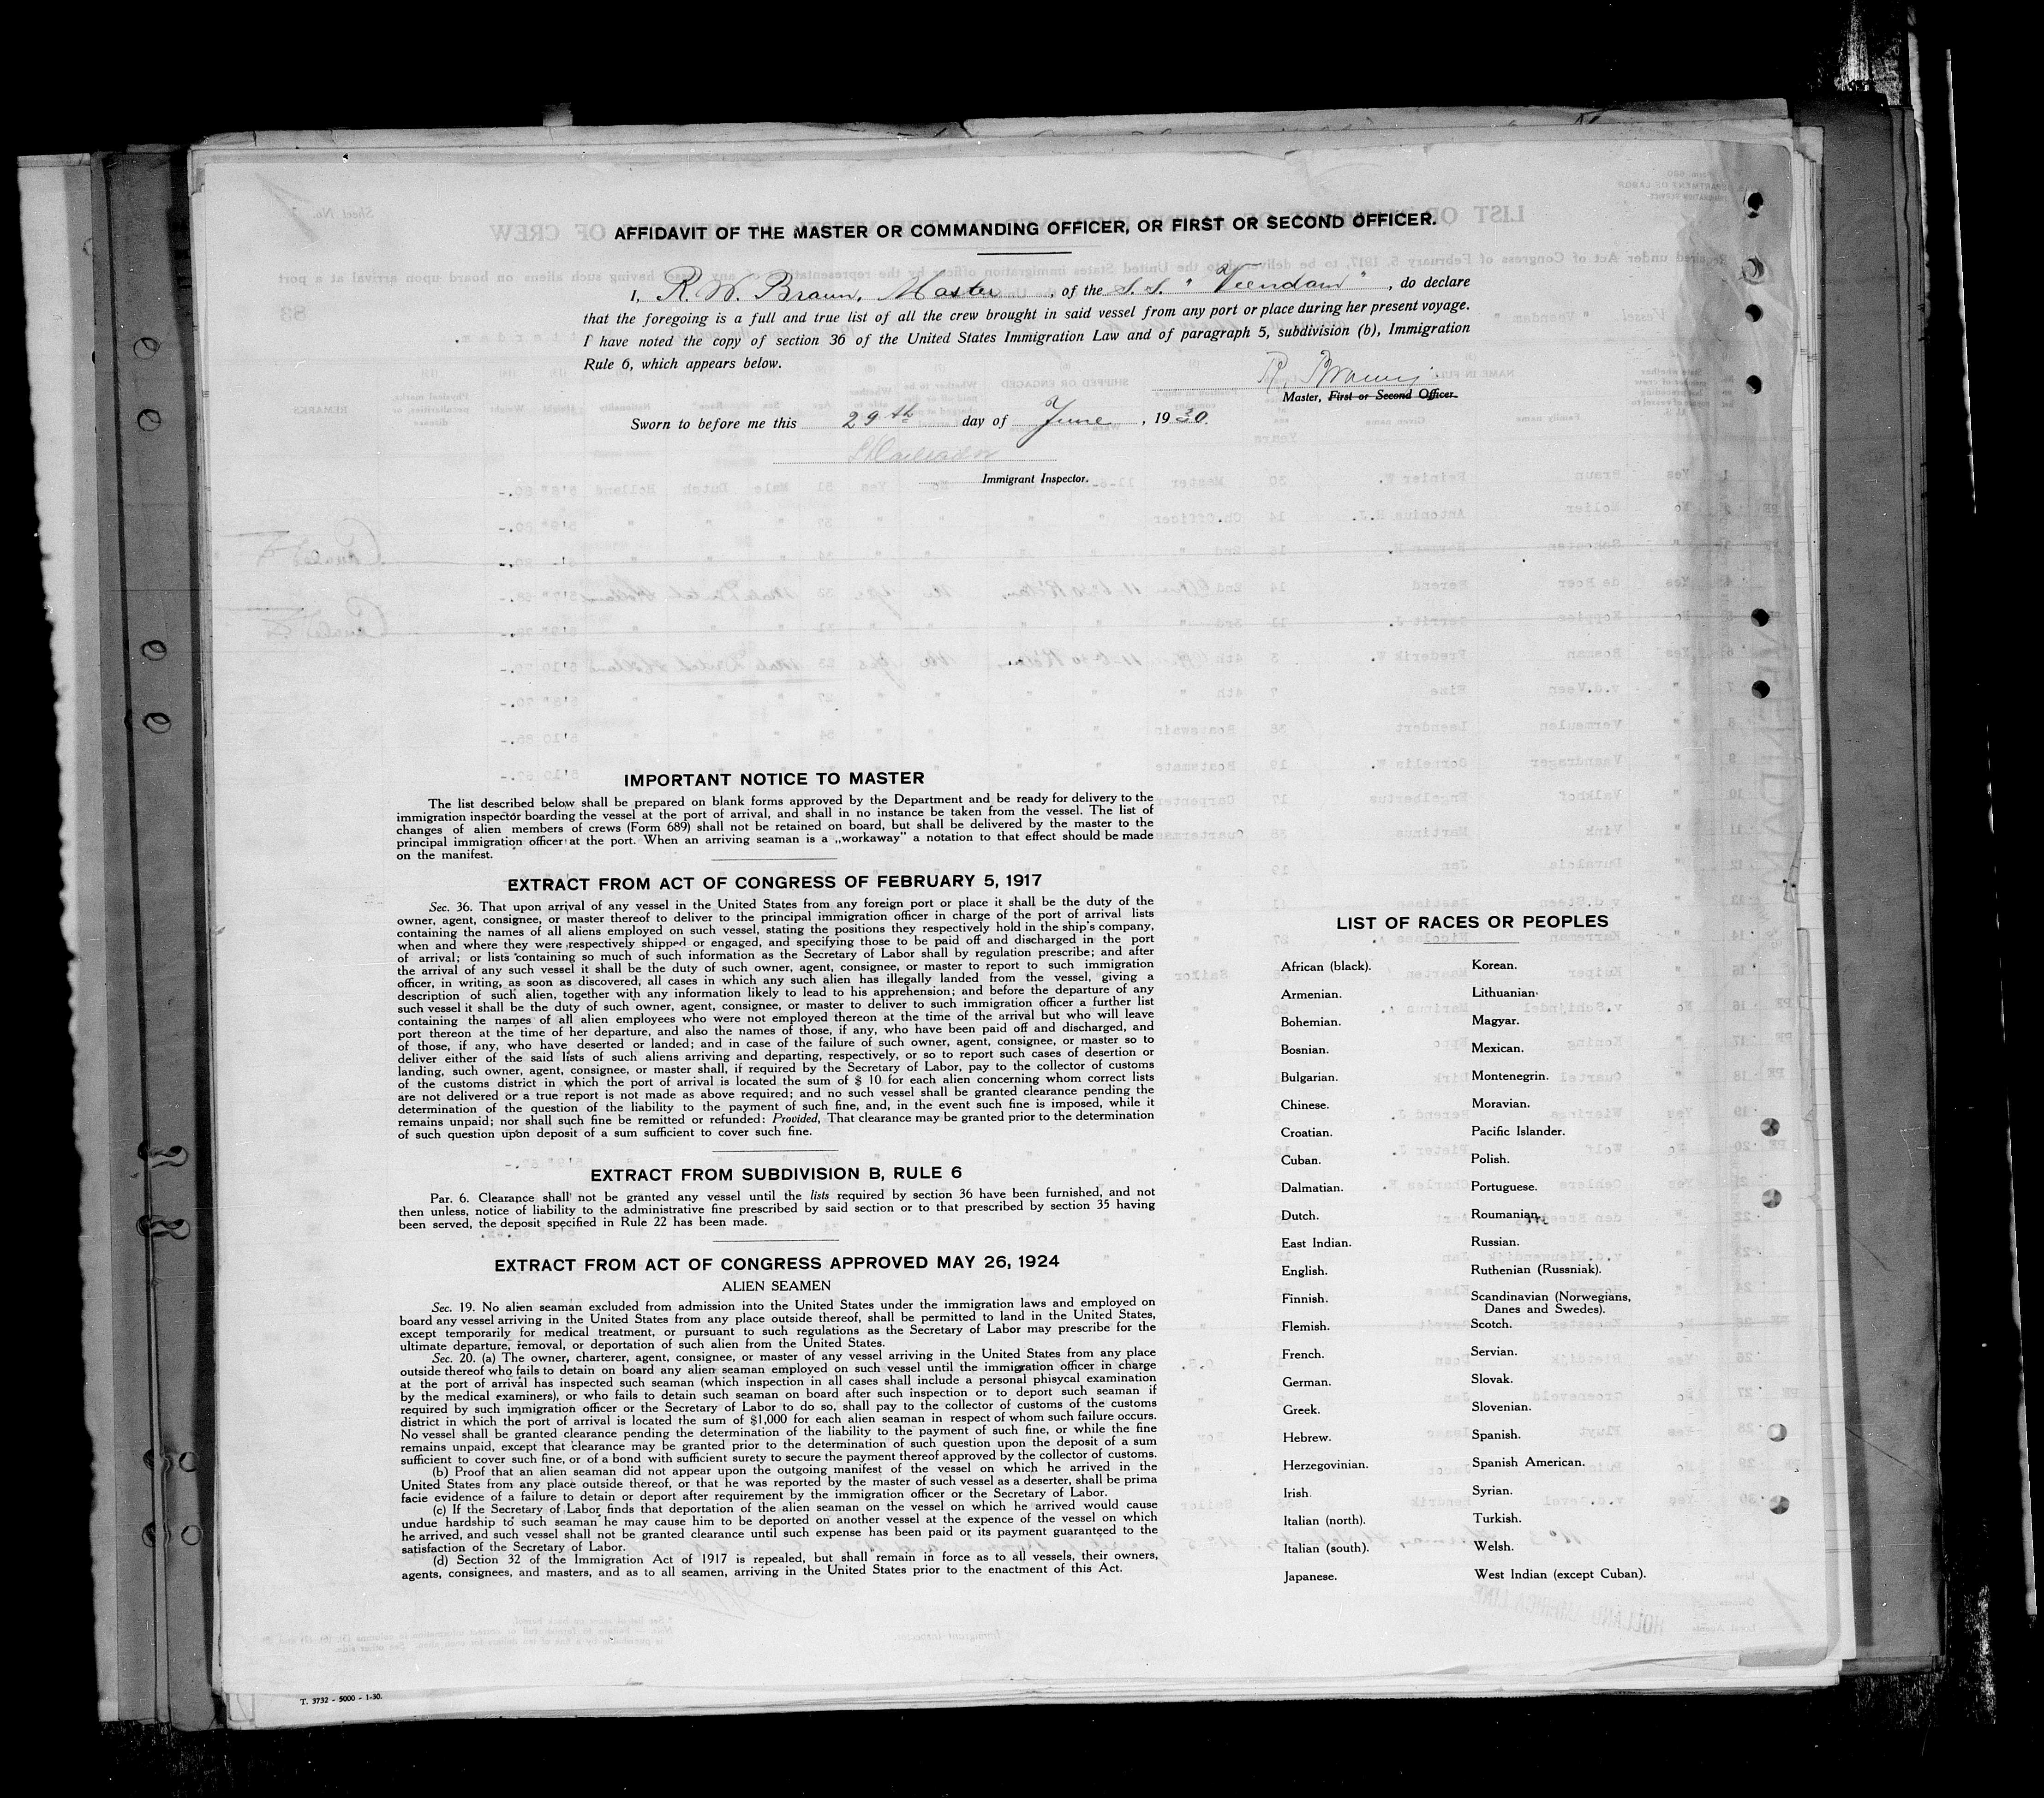 AFFIDAVIT OF THE MASTER OR COMMANDING OFFICER, OR FIRST OR SECOND OFFICER.
I, R. W. Braun, Master, of the S.S. "Veendam", do declare
that the foregoing is a full and true list of all the crew brought in said vessel from any port or place during her present voyage.
I have noted the copy of section 36 of the United States Immigration Law and of paragraph 5, subdivision (b), Immigration
Rule 6, which appears below.
R. Braun
Master, First or Second Officer.
Sworn to before me this 29th day of June, 1930.
Immigrant Inspector.
IMPORTANT NOTICE TO MASTER
The list described below shall be prepared on blank forms approved by the Department and be ready for delivery to the
immigration inspector boarding the vessel at the port of arrival, and shall in no instance be taken from the vessel. The list of
changes of alien members of crews (Form 689) shall not be retained on board, but shall be delivered by the master to the
principal immigration officer at the port. When an arriving seaman is a „workaway" a notation to that effect should be made
on the manifest.
EXTRACT FROM ACT OF CONGRESS OF FEBRUARY 5, 1917
Sec. 36. That upon arrival of any vessel in the United States from any foreign port or place it shall be the duty of the
owner, agent, consignee, or master thereof to deliver to the principal immigration officer in charge of the port of arrival lists
containing the names of all aliens employed on such vessel, stating the positions they respectively hold in the ship's company,
when and where they were respectively shipped or engaged, and specifying those to be paid off and discharged in the port
of arrival; or lists containing so much of such information as the Secretary of Labor shall by regulation prescribe; and after
the arrival of any such vessel it shall be the duty of such owner, agent, consignee, or master to report to such immigration
officer, in writing, as soon as discovered, all cases in which any such alien has illegally landed from the vessel, giving a
description of such alien, together with any information likely to lead to his apprehension; and before the departure of any
such vessel it shall be the duty of such owner, agent, consignee, or master to deliver to such immigration officer a further list
containing the names of all alien employees who were not employed thereon at the time of the arrival but who will leave
port thereon at the time of her departure, and also the names of those, if any, who have been paid off and discharged, and
of those, if any, who have deserted or landed; and in case of the failure of such owner, agent, consignee, or master so to
deliver either of the said lists of such aliens arriving and departing, respectively, or so to report such cases of desertion or
landing, such owner, agent, consignee, or master shall, if required by the Secretary of Labor, pay to the collector of customs
of the customs district in which the port of arrival is located the sum of $ 10 for each alien concerning whom correct lists
are not delivered or a true report is not made as above required; and no such vessel shall be granted clearance pending the
determination of the question of the liability to the payment of such fine, and, in the event such fine is imposed, while it
remains unpaid; nor shall such fine be remitted or refunded: Provided, That clearance may be granted prior to the determination
of such question upon deposit of a sum sufficient to cover such fine.
EXTRACT FROM SUBDIVISION B, RULE 6
Par. 6. Clearance shall not be granted any vessel until the lists required by section 36 have been furnished, and not
then unless, notice of liability to the administrative fine prescribed by said section or to that prescribed by section 35 having
been served, the deposit specified in Rule 22 has been made.
EXTRACT FROM ACT OF CONGRESS APPROVED MAY 26, 1924
ALIEN SEAMEN
Sec. 19. No alien seaman excluded from admission into the United States under the immigration laws and employed on
board any vessel arriving in the United States from any place outside thereof, shall be permitted to land in the United States,
except temporarily for medical treatment, or pursuant to such regulations as the Secretary of Labor may prescribe for the
ultimate departure, removal, or deportation of such alien from the United States.
Sec. 20. (a) The owner, charterer, agent, consignee, or master of any vessel arriving in the United States from any place
outside thereof who fails to detain on board any alien seaman employed on such vessel until the immigration officer in charge
at the port of arrival has inspected such seaman (which inspection in all cases shall include a personal phisycal examination
by the medical examiners), or who fails to detain such seaman on board after such inspection or to deport such seaman if
required by such immigration officer or the Secretary of Labor to do so, shall pay to the collector of customs of the customs
district in which the port of arrival is located the sum of $1,000 for each alien seaman in respect of whom such failure occurs.
No vessel shall be granted clearance pending the determination of the liability to the payment of such fine, or while the fine
remains unpaid, except that clearance may be granted prior to the determination of such question upon the deposit of a sum
sufficient to cover such fine, or of a bond with sufficient surety to secure the payment thereof approved by the collector of customs.
(b) Proof that an alien seaman did not appear upon the outgoing manifest of the vessel on which he arrived in the
United States from any place outside thereof, or that he was reported by the master of such vessel as a deserter, shall be prima
facie evidence of a failure to detain or deport after requirement by the immigration officer or the Secretary of Labor.
(c) If the Secretary of Labor finds that deportation of the alien seaman on the vessel on which he arrived would cause
undue hardship to such seaman he may cause him to be deported on another vessel at the expence of the vessel on which
he arrived, and such vessel shall not be granted clearance until such expense has been paid or its payment guaranteed to the
satisfaction of the Secretary of Labor.
(d) Section 32 of the Immigration Act of 1917 is repealed, but shall remain in force as to all vessels, their owners,
agents, consignees, and masters, and as to all seamen, arriving in the United States prior to the enactment of this Act.
LIST OF RACES OR PEOPLES
African (black).
Armenian.
Bohemian.
Bosnian.
Bulgarian.
Chinese.
Croatian.
Cuban.
Dalmatian.
Dutch.
East Indian.
English.
Finnish.
Flemish.
French.
German.
Greek.
Hebrew.
Herzegovinian.
Irish
Italian (north).
Italian (south).
Japanese.
Korean.
Lithuanian.
Magyar.
Mexican.
Montenegrin.
Moravian.
Pacific Islander.
Polish.
Portuguese.
Roumanian.
Russian.
Ruthenian (Russniak).
Scandinavian (Norwegians,
Danes and Swedes).
Scotch.
Servian.
Slovak.
Slovenian.
Spanish.
Spanish American.
Syrian.
Turkish.
Welsh.
West Indian (except Cuban).
T. 3732 - 5000 - 1-30.